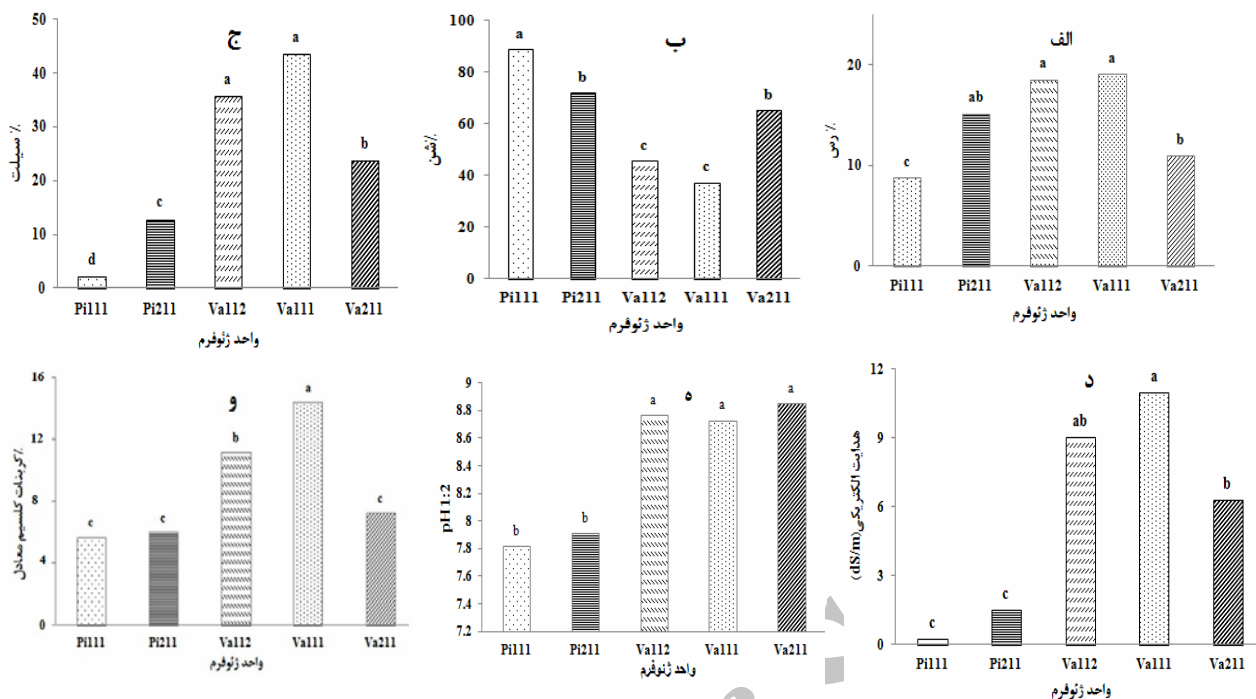 الف
% رس
20
10
0
c
ab
a
a
b
Pi111 Pi211 Va112 Va111 Va211
واحد ژئوفرم
ب
%شن
100
80
60
40
20
0
a
b
c
c
b
Pi111 Pi211 Va112 Va111 Va211
واحد ژئوفرم
ج
% سیلت
50
40
30
20
10
0
d
c
a
a
b
Pi111 Pi211 Va112 Va111 Va211
واحد ژئوفرم
د
هدایت الکتریکی(dS/m)
12
9
6
3
0
c
c
ab
a
b
Pi111 Pi211 Va112 Va111 Va211
واحد ژئوفرم
ه
pH1:2
9
8.8
8.6
8.4
8.2
8
7.8
7.6
7.4
7.2
b
b
a
a
a
Pi111 Pi211 Va112 Va111 Va211
واحد ژئوفرم
و
%کربنات کلسیم معادل
16
12
8
4
0
c
c
b
a
c
Pi111 Pi211 Va112 Va111 Va211
واحد ژئوفرم